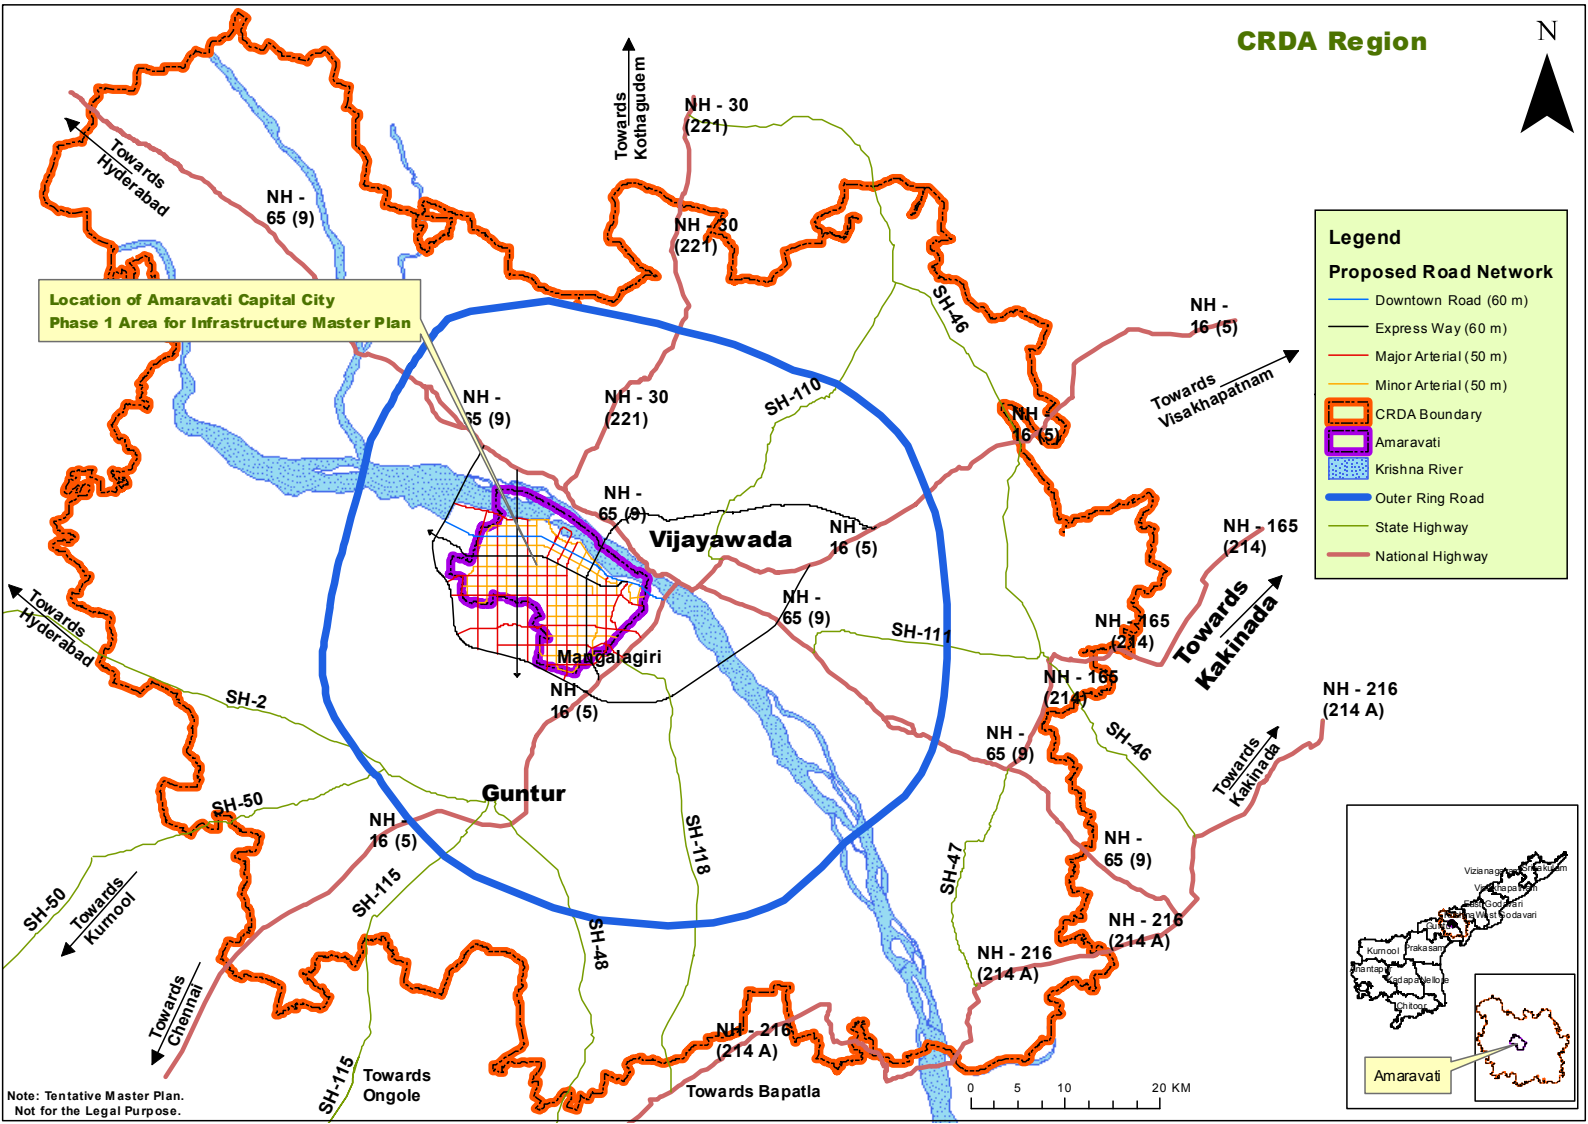 CRDA Region
N
Towards
Kothagudem
NH - 30
(221)
Towards
Hyderabad
NH -
65 (9)
NH - 30
(221)
Location of Amaravati Capital City
Phase 1 Area for Infrastructure Master Plan
SH-46
NH -
16 (5)
Towards
Visakhapatnam
SH-110
NH -
65 (9)
NH - 30
(221)
NH -
16 (5)
NH -
65 (9)
Vijayawada
NH -
16 (5)
NH - 165
(214)
Towards
Hyderabad
NH -
65 (9)
SH-111
NH - 165
(214)
Towards
Kakinada
Mangalagiri
NH -
16 (5)
NH - 165
(214)
NH - 216
(214 A)
SH-2
NH -
65 (9)
SH-46
Towards
Kakinada
Guntur
SH-50
NH -
16 (5)
SH-118
SH-47
NH -
65 (9)
SH-50
Towards
Kurnool
SH-115
SH-48
NH - 216
(214 A)
NH - 216
(214 A)
Towards
Chennai
NH - 216
(214 A)
SH-115
Towards
Ongole
Towards Bapatla
0 5 10 20 KM
Note: Tentative Master Plan.
Not for the Legal Purpose.
Legend
Proposed Road Network
Downtown Road (60 m)
Express Way (60 m)
Major Arterial (50 m)
Minor Arterial (50 m)
CRDA Boundary
Amaravati
Krishna River
Outer Ring Road
State Highway
National Highway
East Godavari
West Godavari
Kurnool
Prakasam
Nellore
Chitoor
Amaravati